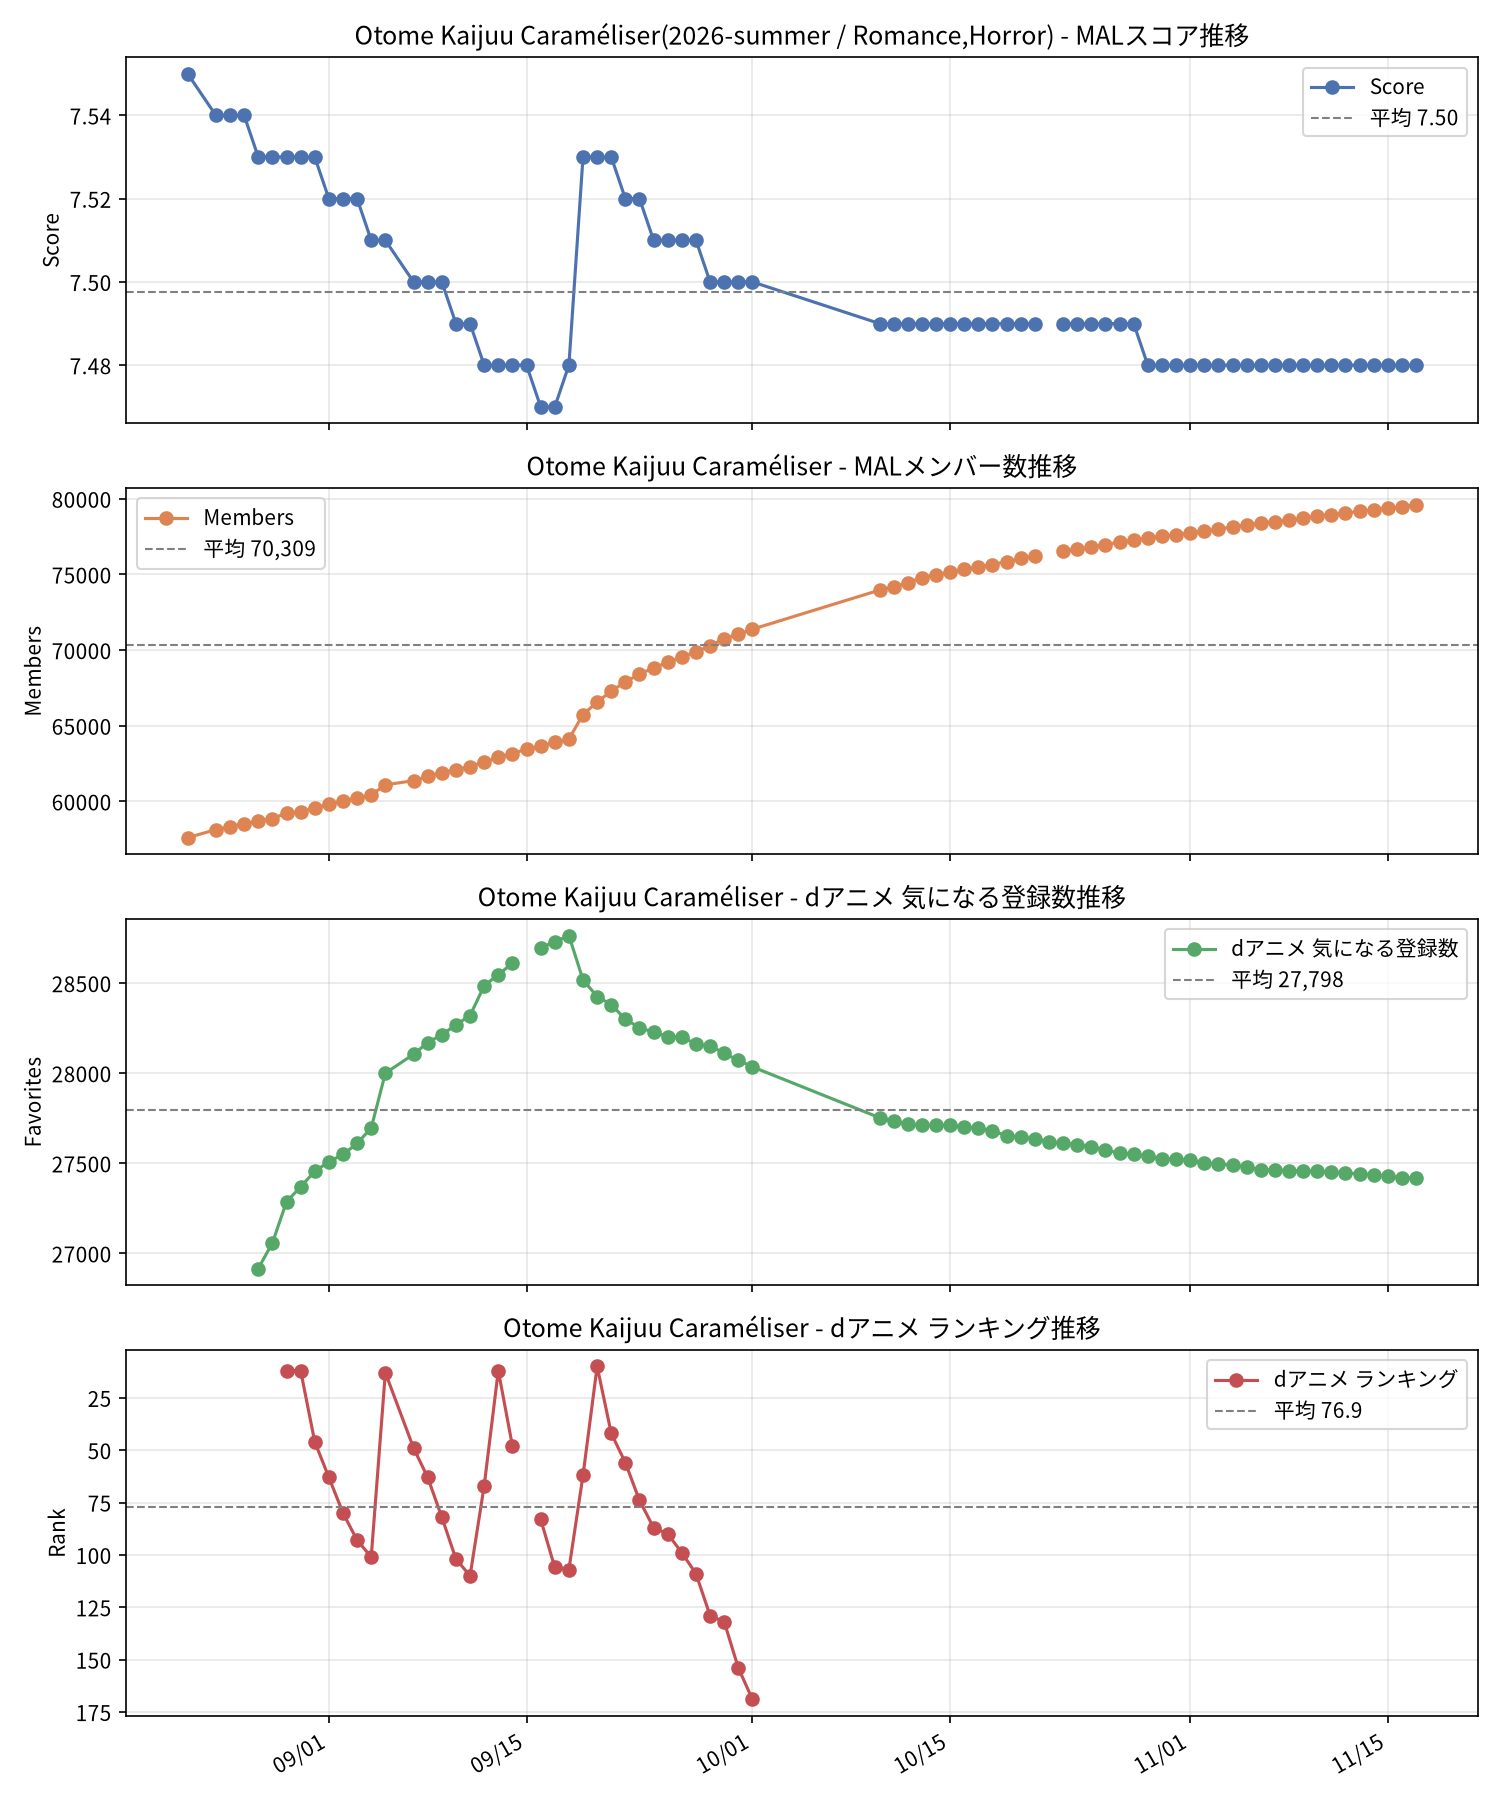 Otome Kaijuu Caraméliser(2026-summer / Romance,Horror) - MALスコア推移
Score
平均 7.50
7.54
7.52
7.50
7.48
Score
Otome Kaijuu Caraméliser - MALメンバー数推移
Members
平均 70,309
80000
75000
70000
65000
60000
Members
Otome Kaijuu Caraméliser - dアニメ 気になる登録数推移
dアニメ 気になる登録数
平均 27,798
28500
28000
27500
27000
Favorites
Otome Kaijuu Caraméliser - dアニメ ランキング推移
dアニメ ランキング
平均 76.9
25
50
75
100
125
150
175
Rank
09/01
09/15
10/01
10/15
11/01
11/15